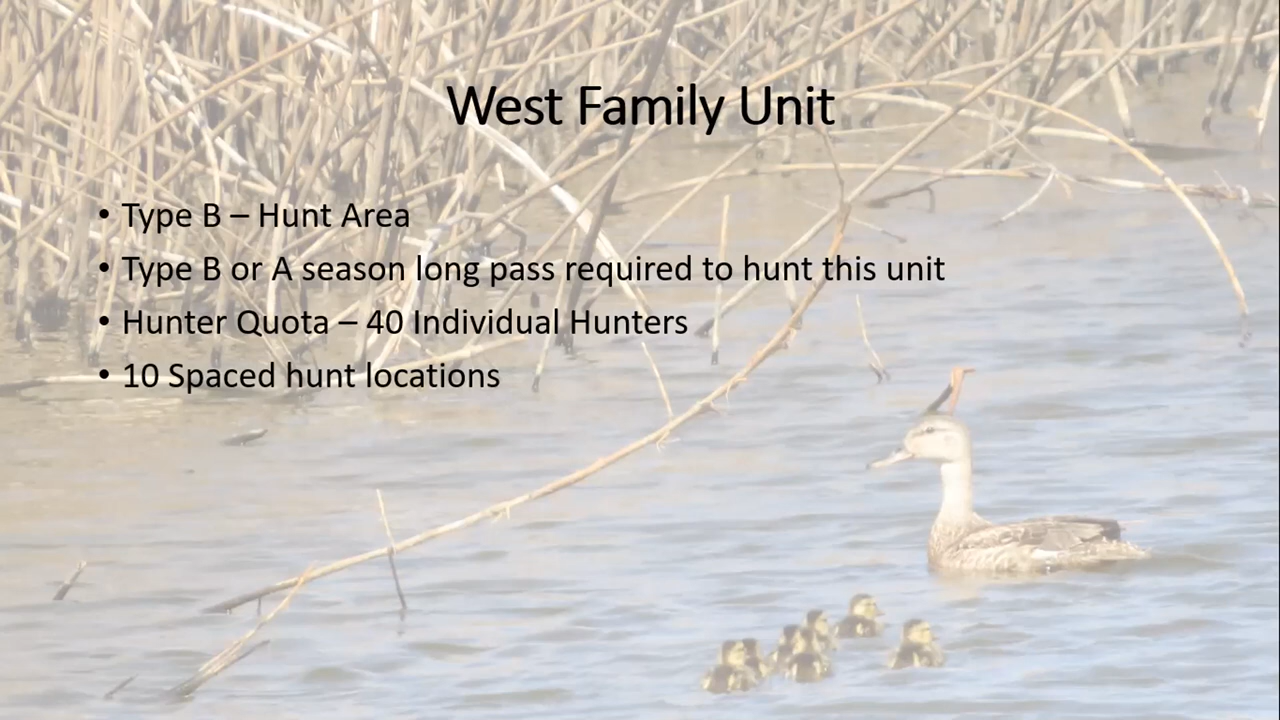 West Family Unit
• Type B – Hunt Area
• Type B or A season long pass required to hunt this unit
• Hunter Quota – 40 Individual Hunters
• 10 Spaced hunt locations